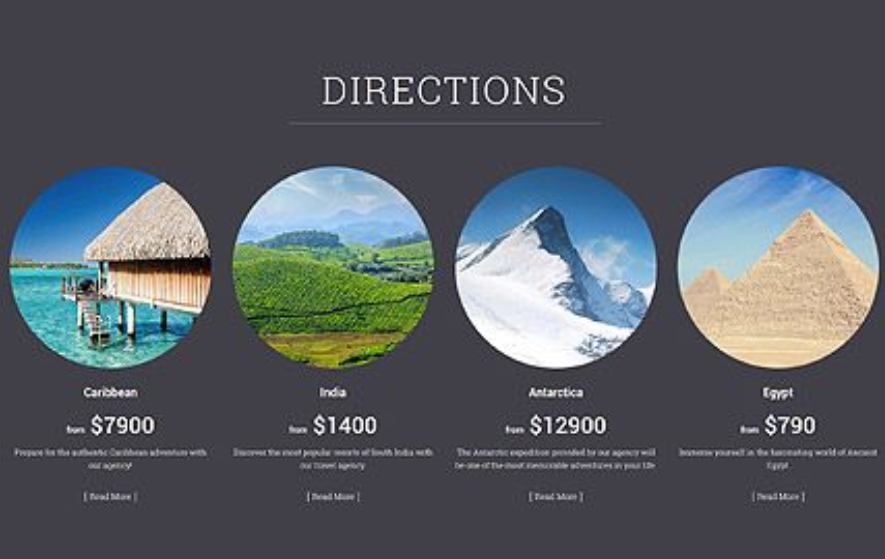 DIRECTIONS
Caribbean
from $7900
Prepare for the authentic Caribbean adventure with
our agency!
[ Read More ]
India
from $1400
Discover the most popular resorts of South India with
our travel agency.
[ Read More ]
Antarctica
from $12900
The Antarctic expedition provided by our agency will
be one of the most memorable adventures in your life
[ Read More ]
Egypt
from $790
Immerse yourself in the fascinating world of Ancient
Egypt.
[ Read More ]